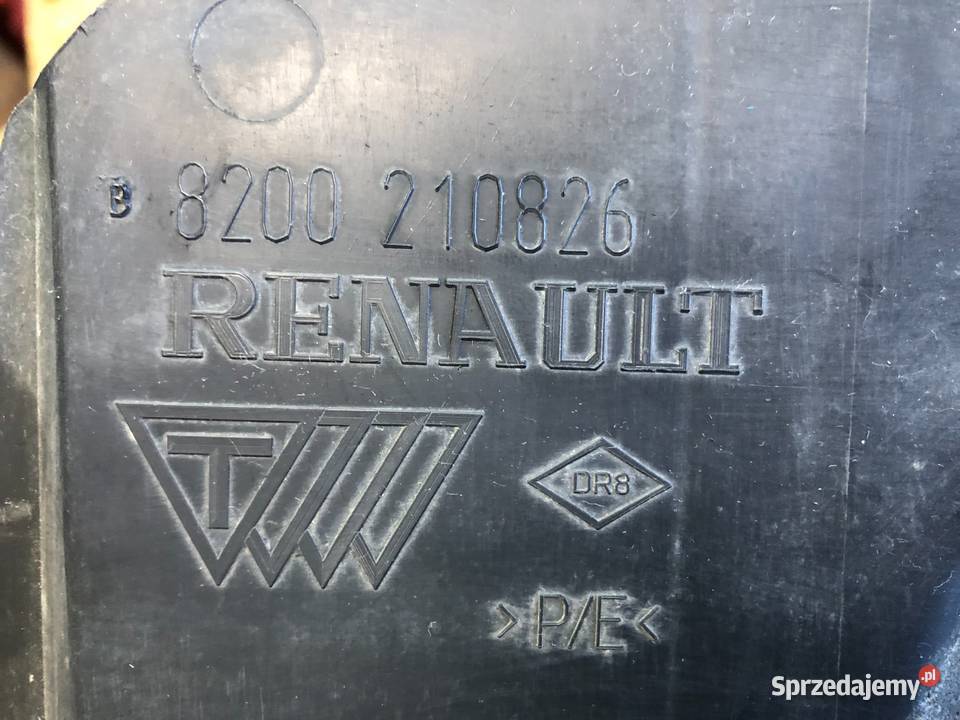 B 8200 210826
RENAULT
T
DR8
>P/E<
Sprzedajemy.pl